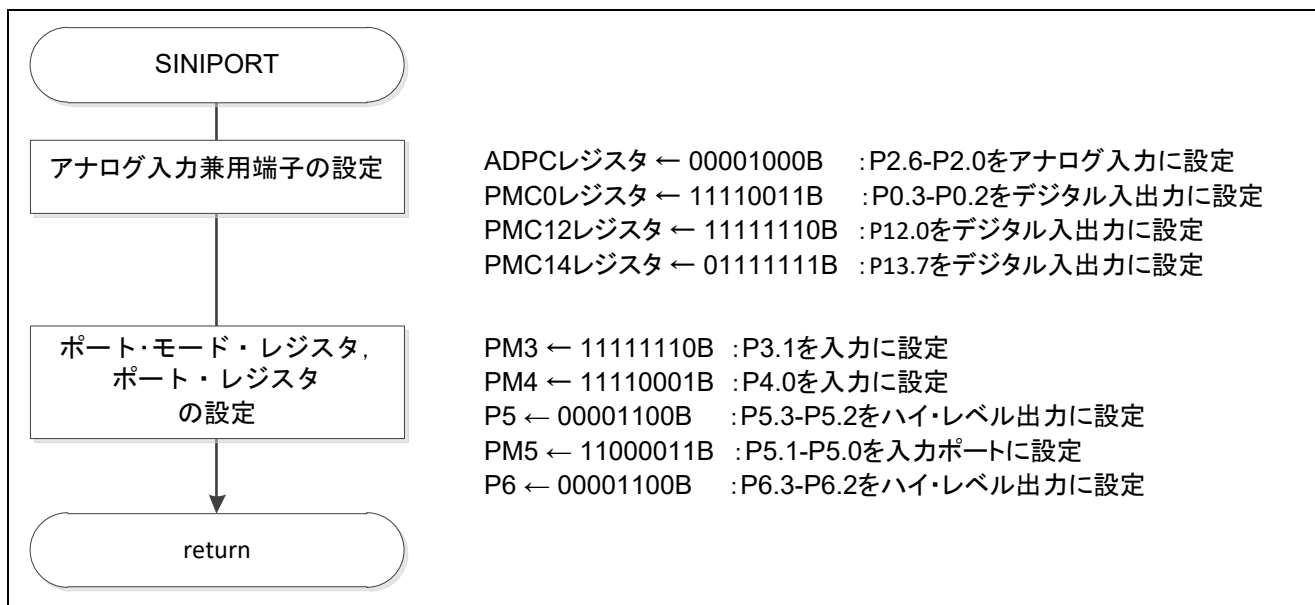 SINIPORT
アナログ入力兼用端子の設定
ADPCレジスタ ← 00001000B :P2.6-P2.0をアナログ入力に設定
PMC0レジスタ ← 11110011B :P0.3-P0.2をデジタル入出力に設定
PMC12レジスタ ← 11111110B :P12.0をデジタル入出力に設定
PMC14レジスタ ← 01111111B :P13.7をデジタル入出力に設定
ポート・モード・レジスタ,
ポート・レジスタ
の設定
PM3 ← 11111110B :P3.1を入力に設定
PM4 ← 11110001B :P4.0を入力に設定
P5 ← 00001100B :P5.3-P5.2をハイ・レベル出力に設定
PM5 ← 11000011B :P5.1-P5.0を入力ポートに設定
P6 ← 00001100B :P6.3-P6.2をハイ・レベル出力に設定
return